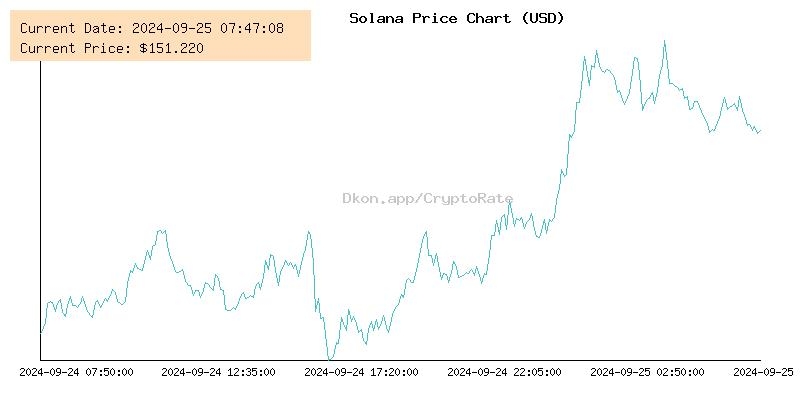 Solana Price Chart (USD)
Current Date: 2024-09-25 07:47:08
Current Price: $151.220
Dkon.app/CryptoRate
2024-09-24 07:50:00 2024-09-24 12:35:00 2024-09-24 17:20:00 2024-09-24 22:05:00 2024-09-25 02:50:00 2024-09-25